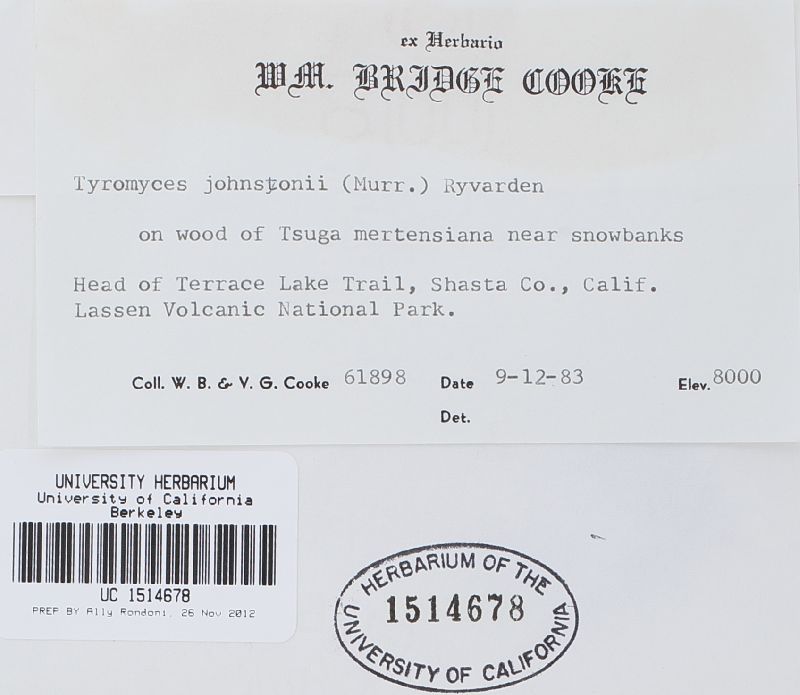 ex Herbario
WM. BRIDGE COOKE
Tyromyces johnstonii (Murr.) Ryvarden
on wood of Tsuga mertensiana near snowbanks
Head of Terrace Lake Trail, Shasta Co., Calif.
Lassen Volcanic National Park.
Coll. W. B. & V. G. Cooke 61898 Date 9-12-83 Elev. 8000
Det.
UNIVERSITY HERBARIUM
University of California
Berkeley
UC 1514678
PREP BY Ally Rondoni, 26 Nov 2012
HERBARIUM OF THE
1514678
UNIVERSITY OF CALIFORNIA